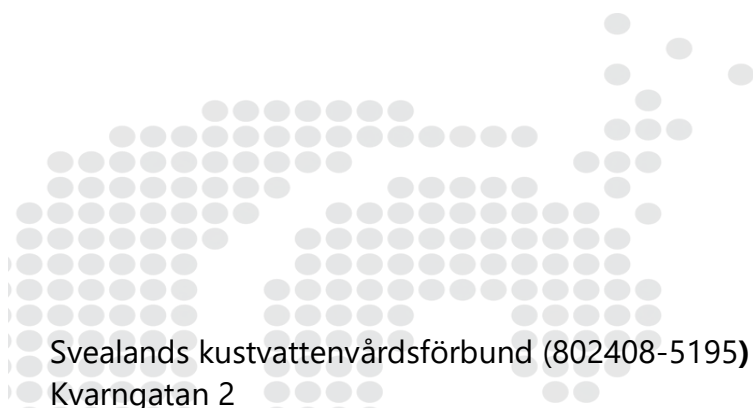 Svealands kustvattenvårdsförbund (802408-5195)
Kvarngatan 2